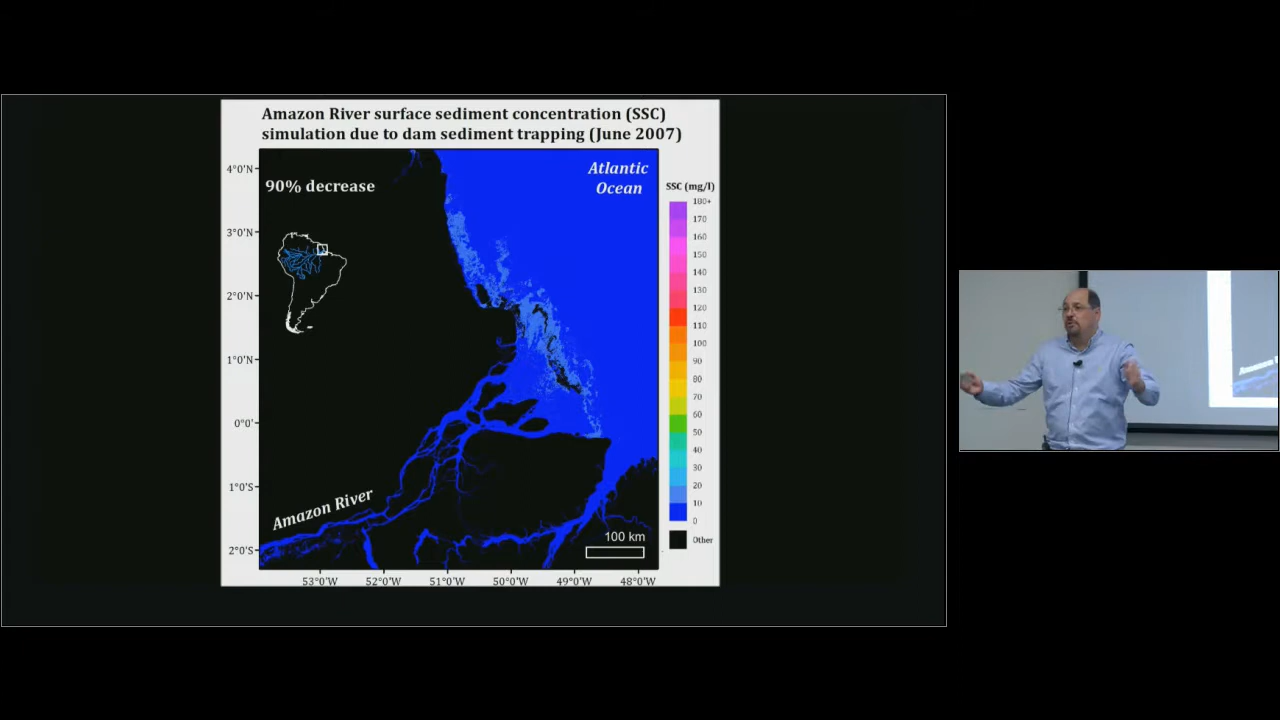 Amazon River surface sediment concentration (SSC)
simulation due to dam sediment trapping (June 2007)
4°0'N
90% decrease
Atlantic
Ocean
SSC (mg/l)
180+
170
160
150
140
130
120
110
100
90
80
70
60
50
40
30
20
10
0
Other
3°0'N
2°0'N
1°0'N
0°0'
1°0'S
2°0'S
Amazon River
100 km
53°0'W
52°0'W
51°0'W
50°0'W
49°0'W
48°0'W